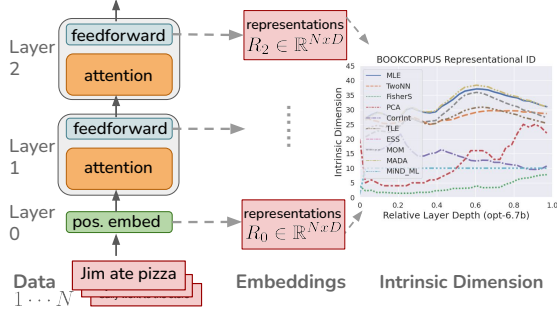 Layer
2
feedforward
attention
Layer
1
feedforward
attention
Layer
0
pos. embed
Jim ate pizza
Data
1 ⋯ N
representations
R₂ ∈ ℝ^{NxD}
representations
R₀ ∈ ℝ^{NxD}
Embeddings
BOOKCORPUS Representational ID
Intrinsic Dimension
45
40
35
30
25
20
15
10
5
0
MLE
TwoNN
FisherS
PCA
CorrInt
TLE
ESS
MOM
MADA
MIND_ML
0 0.2 0.4 0.6 0.8 1.0
Relative Layer Depth (opt-6.7b)
Intrinsic Dimension